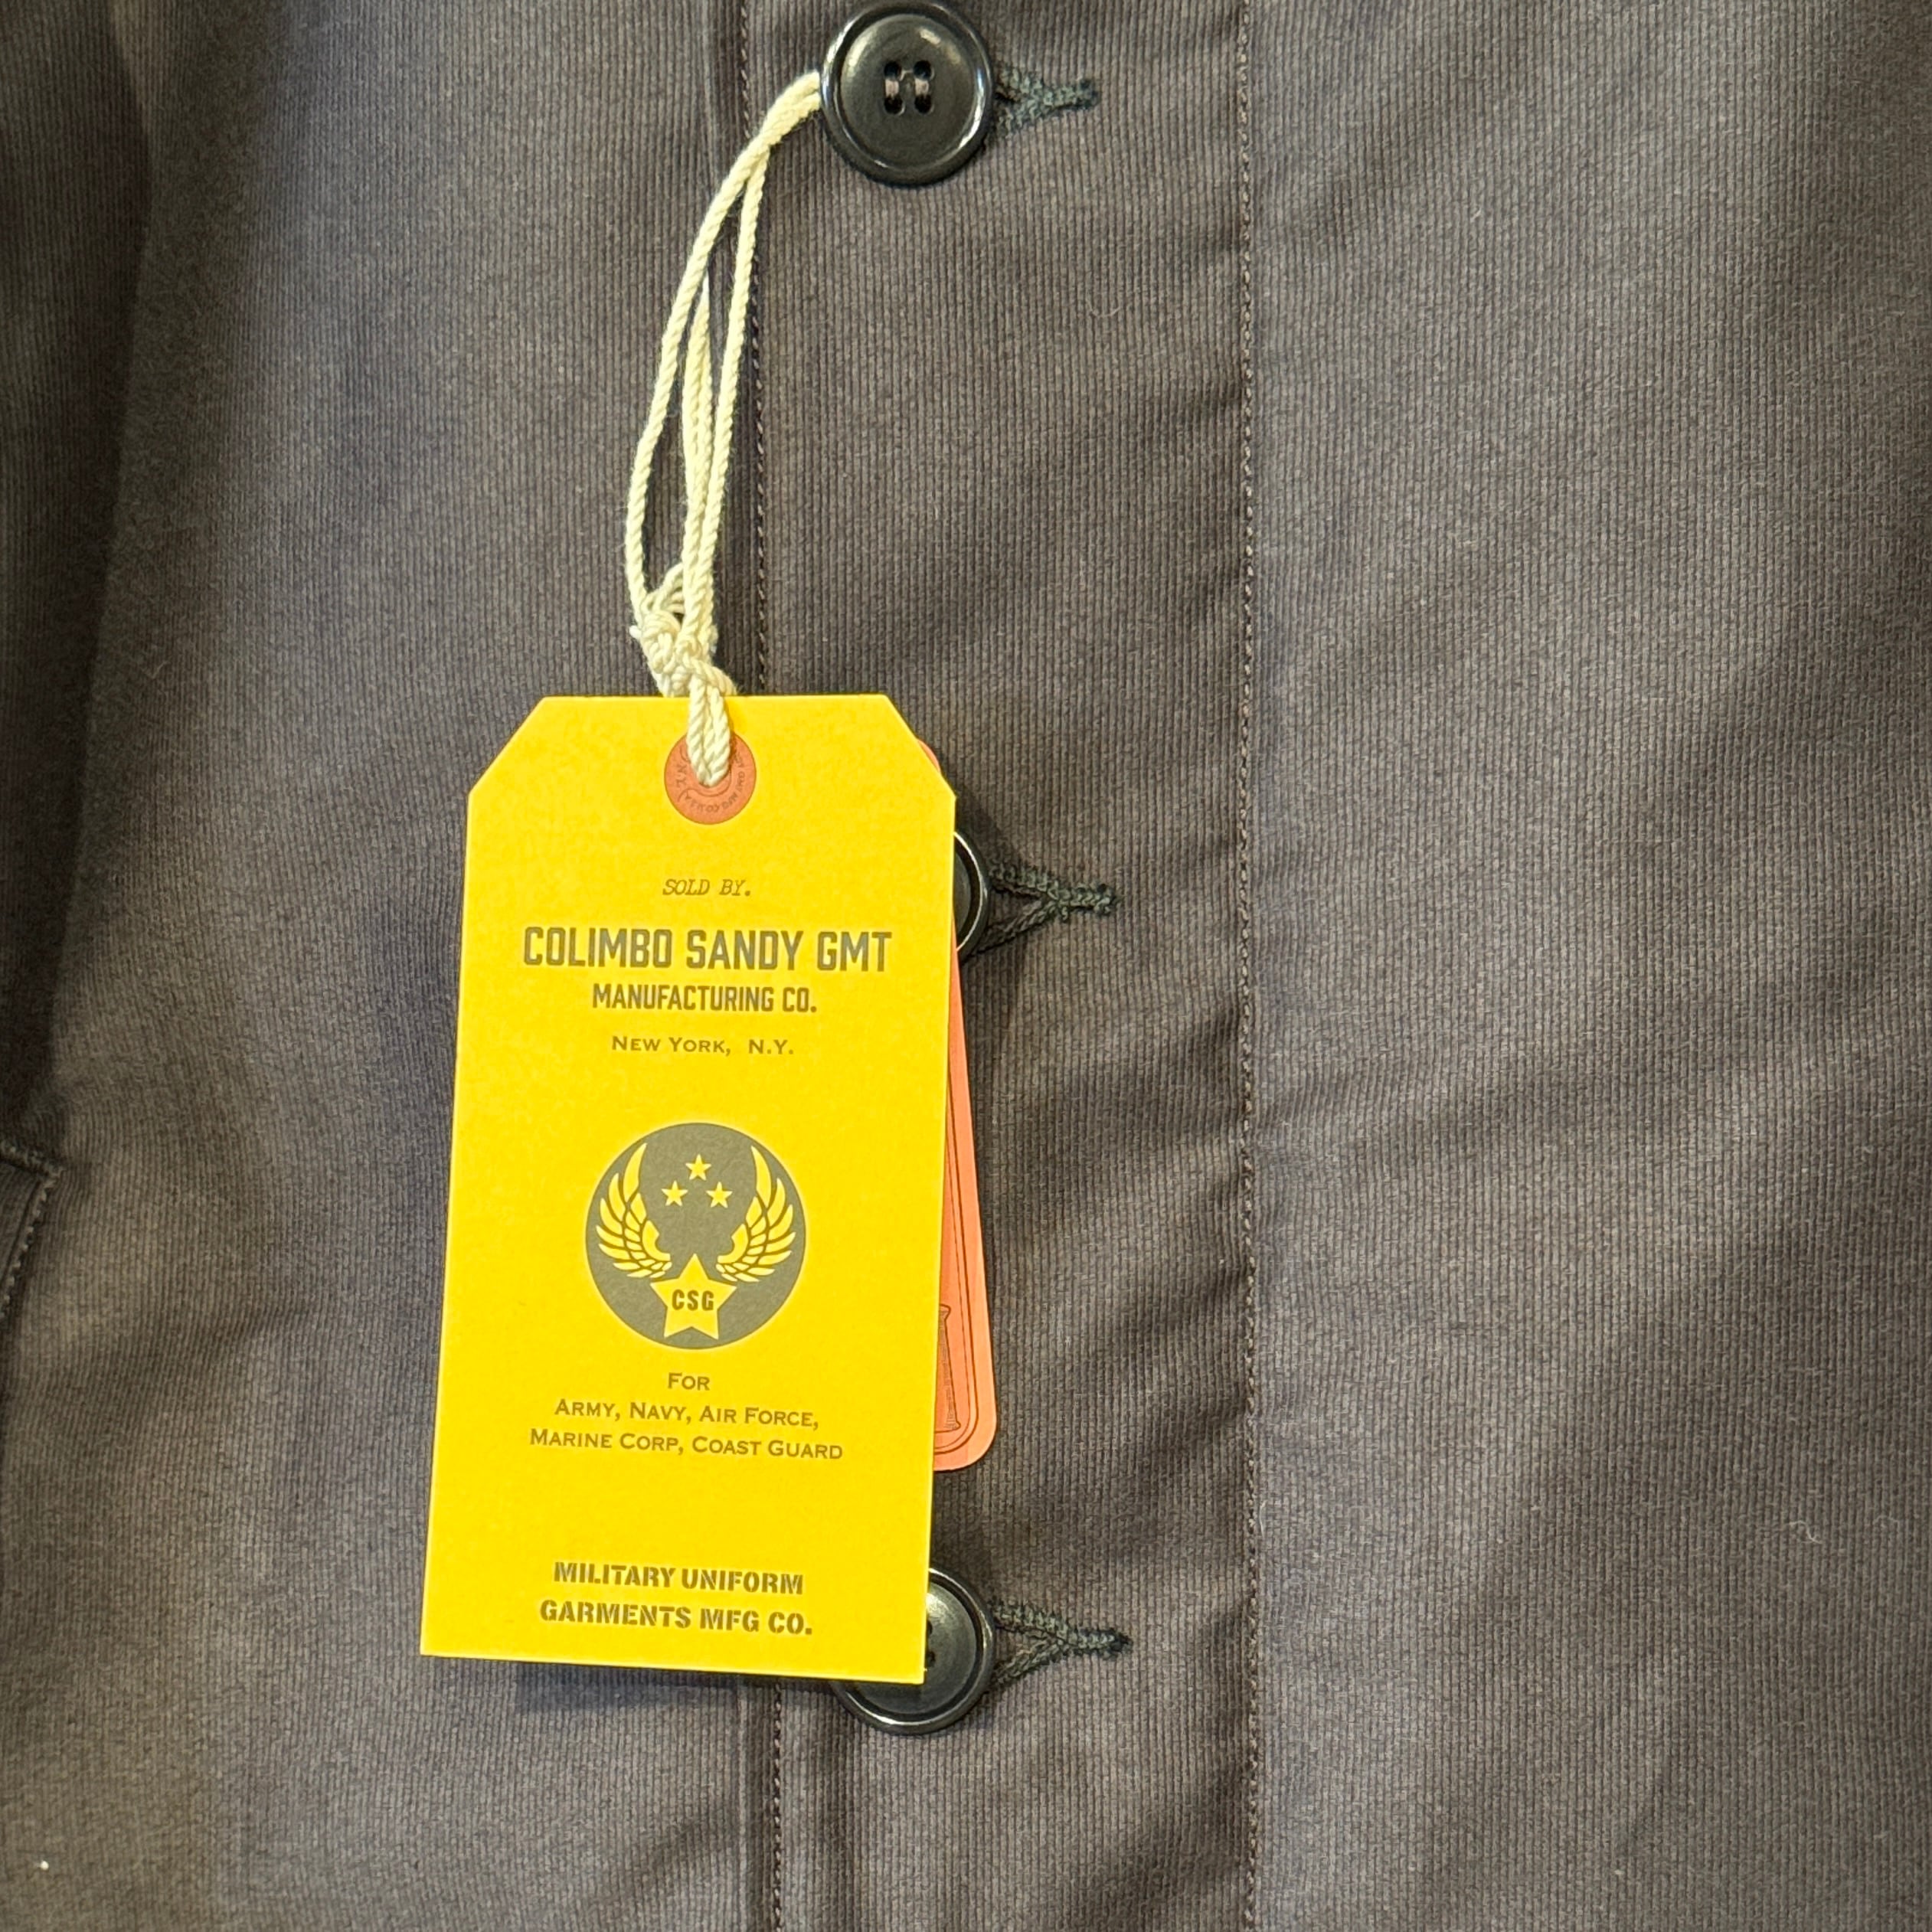 SOLD BY.
COLIMBO SANDY GMT
MANUFACTURING CO.
NEW YORK, N.Y.
CSG
FOR
ARMY, NAVY, AIR FORCE,
MARINE CORP, COAST GUARD
MILITARY UNIFORM
GARMENTS MFG CO.